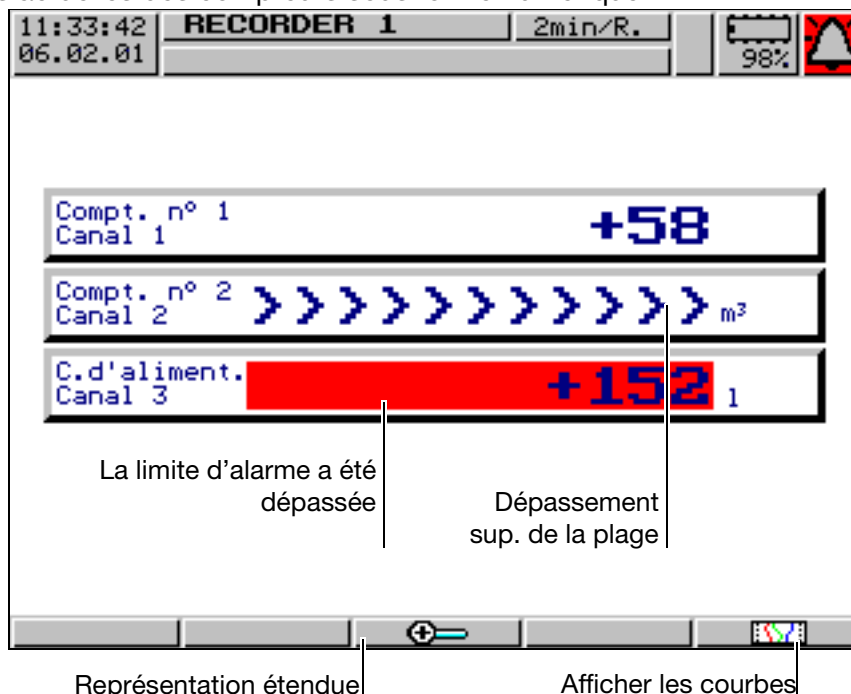 11:33:42 RECORDER 1 2min/R.
06.02.01 98%
Compt. nº 1
Canal 1 +58
Compt. nº 2
Canal 2 >>>>>>>>>>> m³
C.d'aliment.
Canal 3 +152 l
La limite d'alarme a été
dépassée
Dépassement
sup. de la plage
Représentation étendue
Afficher les courbes